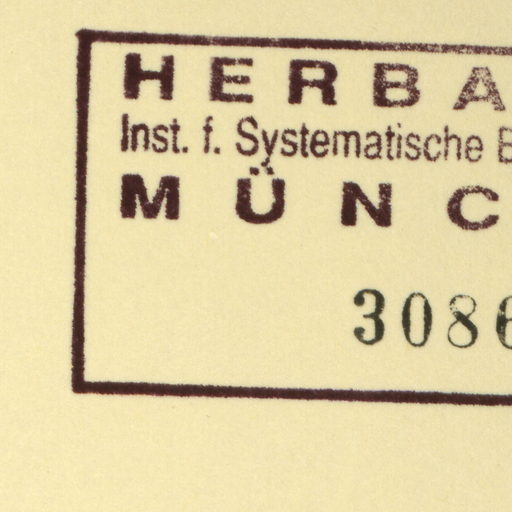 HERBA
Inst. f. Systematische B
MÜNC
3086